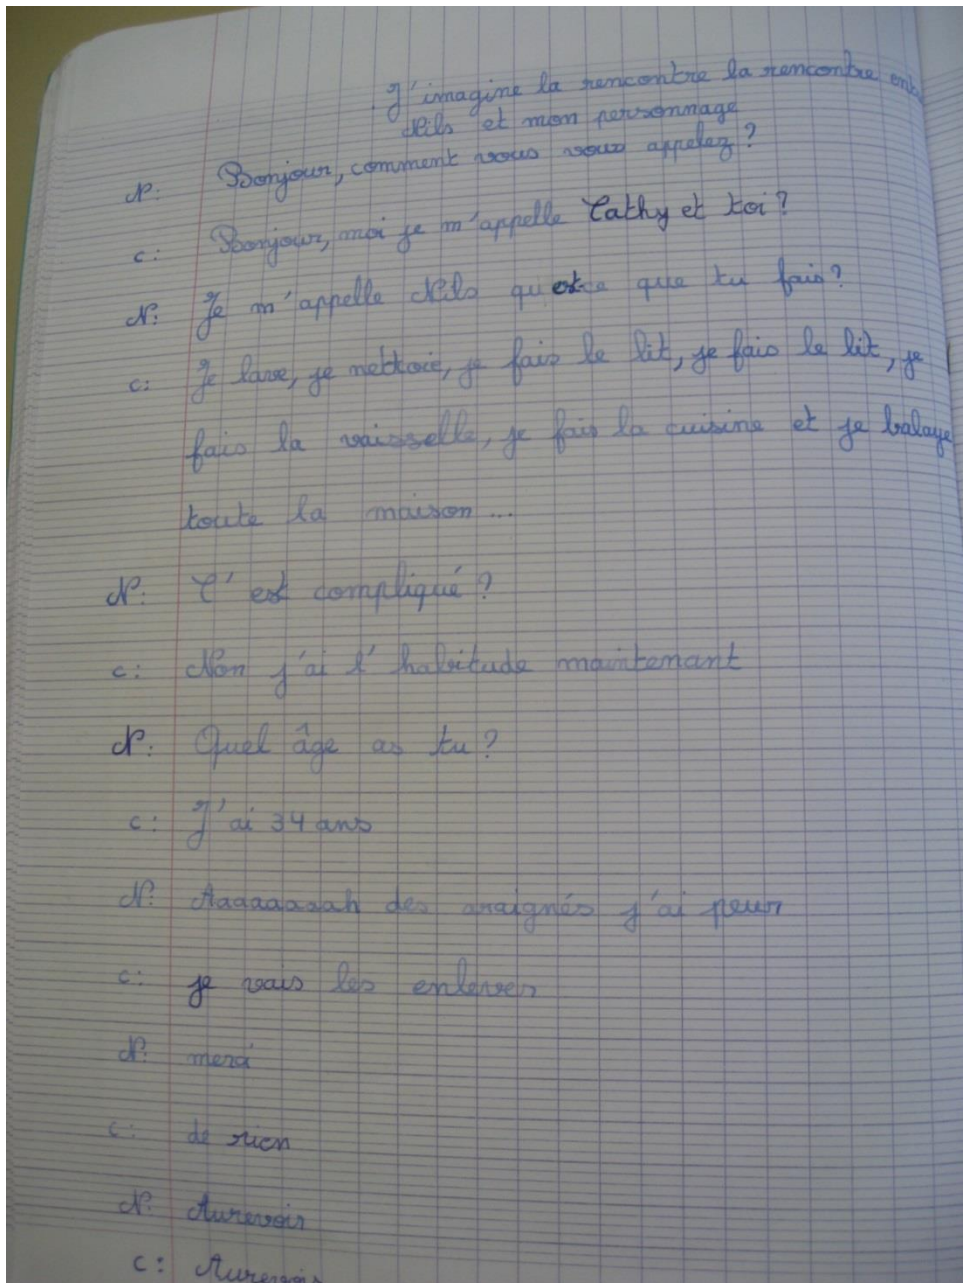 J'imagine la rencontre la rencontre entre
Nils et mon personnage
N: Bonjour, comment vous vous appelez ?
C: Bonjour, moi je m'appelle Cathy et toi ?
N: Je m'appelle Nils qu'est ce que tu fais ?
C: Je lave, je nettoie, je fais le lit, je fais le lit, je
fais la vaisselle, je fais la cuisine et je balaye
toute la maison ...
N: C'est compliqué ?
C: Non j'ai l'habitude maintenant
N: Quel âge as tu ?
C: J'ai 34 ans
N: Aaaaaaaah des araignés j'ai peur
C: je vais les enlever
N: merci
C: de rien
N: Aurevoir
C: Aurevoir